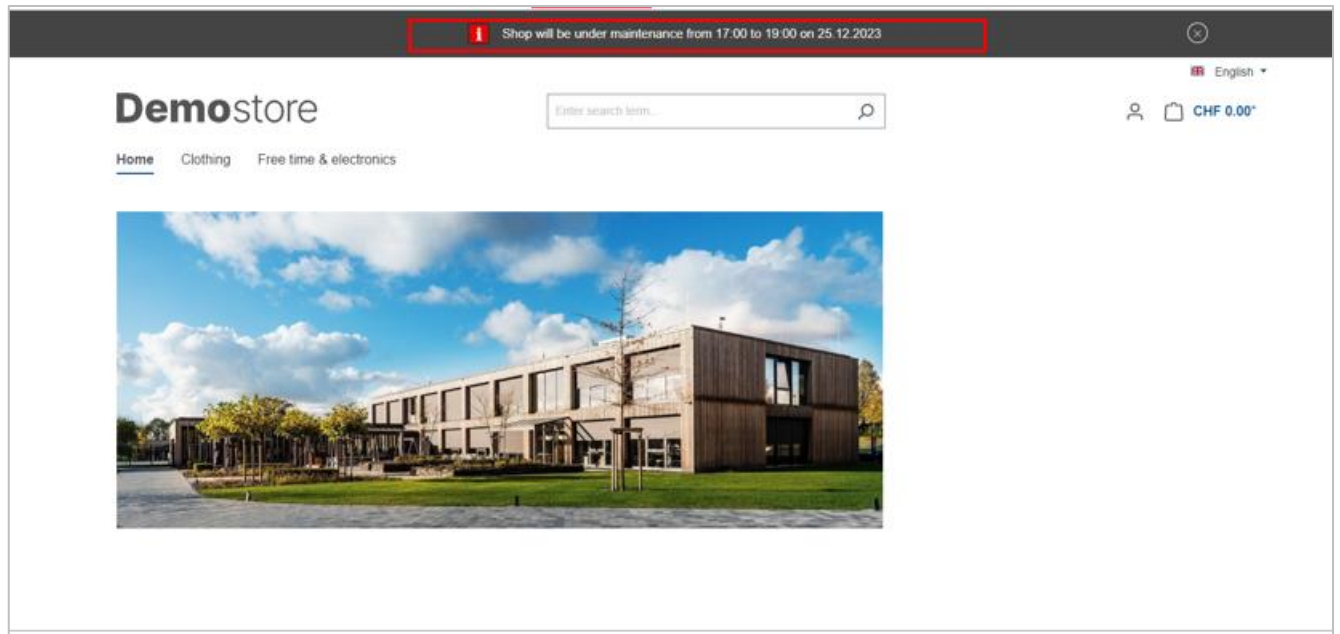 Shop will be under maintenance from 17:00 to 19:00 on 25.12.2023
English
Demostore
Enter search term...
CHF 0.00*
Home Clothing Free time & electronics